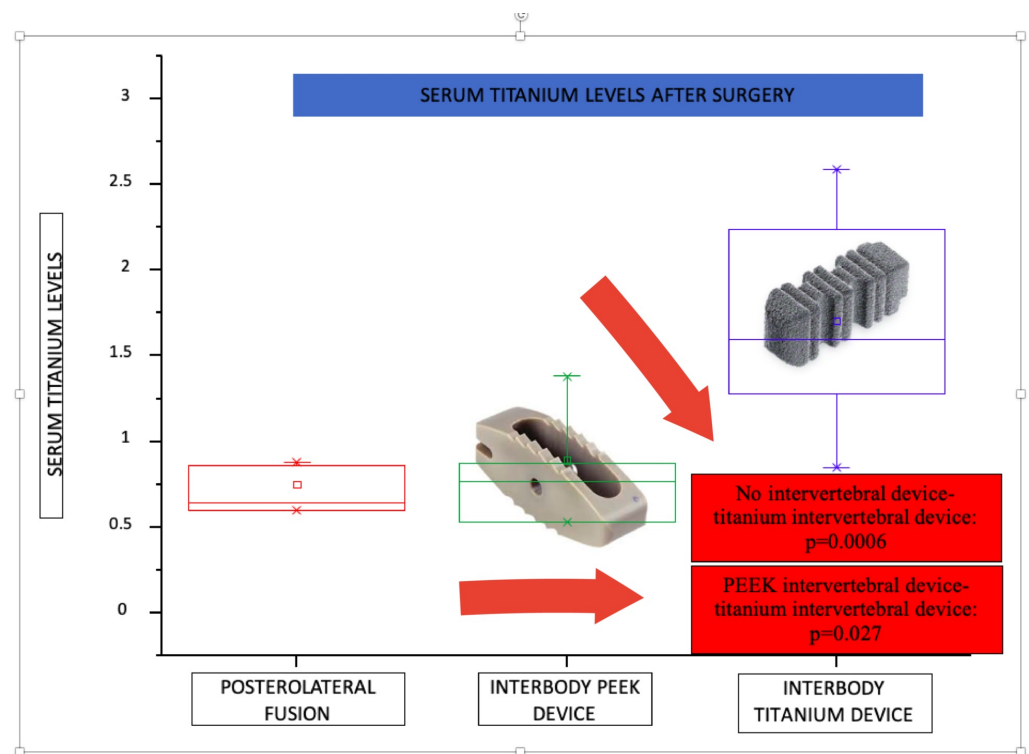 SERUM TITANIUM LEVELS AFTER SURGERY
SERUM TITANIUM LEVELS
3
2.5
2
1.5
1
0.5
0
No intervertebral device-
titanium intervertebral device:
p=0.0006
PEEK intervertebral device-
titanium intervertebral device:
p=0.027
POSTEROLATERAL
FUSION
INTERBODY PEEK
DEVICE
INTERBODY
TITANIUM DEVICE